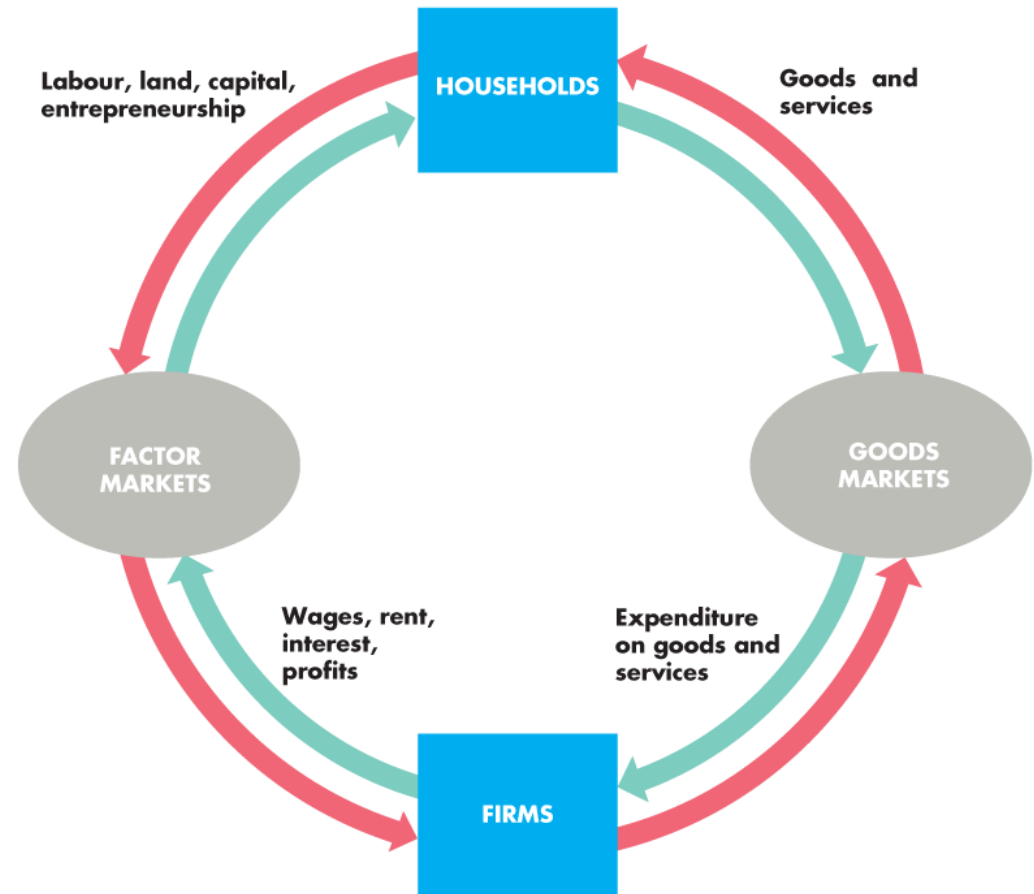 Labour, land, capital,
entrepreneurship
HOUSEHOLDS
Goods and
services
FACTOR
MARKETS
GOODS
MARKETS
Wages, rent,
interest,
profits
Expenditure
on goods and
services
FIRMS